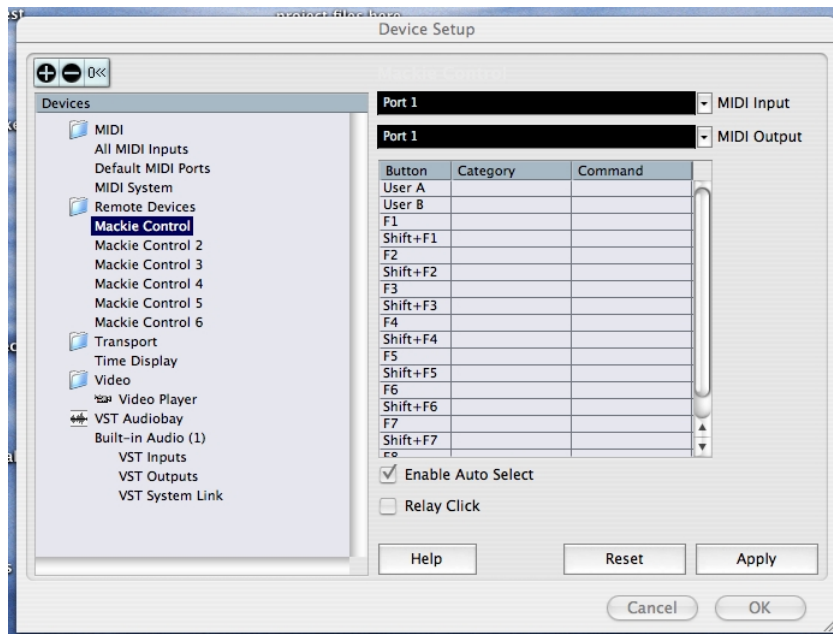 project files here
Device Setup
0<<
Mackie Control
Devices
MIDI
All MIDI Inputs
Default MIDI Ports
MIDI System
Remote Devices
Mackie Control
Mackie Control 2
Mackie Control 3
Mackie Control 4
Mackie Control 5
Mackie Control 6
Transport
Time Display
Video
Video Player
VST Audiobay
Built-in Audio (1)
VST Inputs
VST Outputs
VST System Link
Port 1 MIDI Input
Port 1 MIDI Output
Button Category Command
User A
User B
F1
Shift+F1
F2
Shift+F2
F3
Shift+F3
F4
Shift+F4
F5
Shift+F5
F6
Shift+F6
F7
Shift+F7
F8
Enable Auto Select
Relay Click
Help Reset Apply
Cancel OK